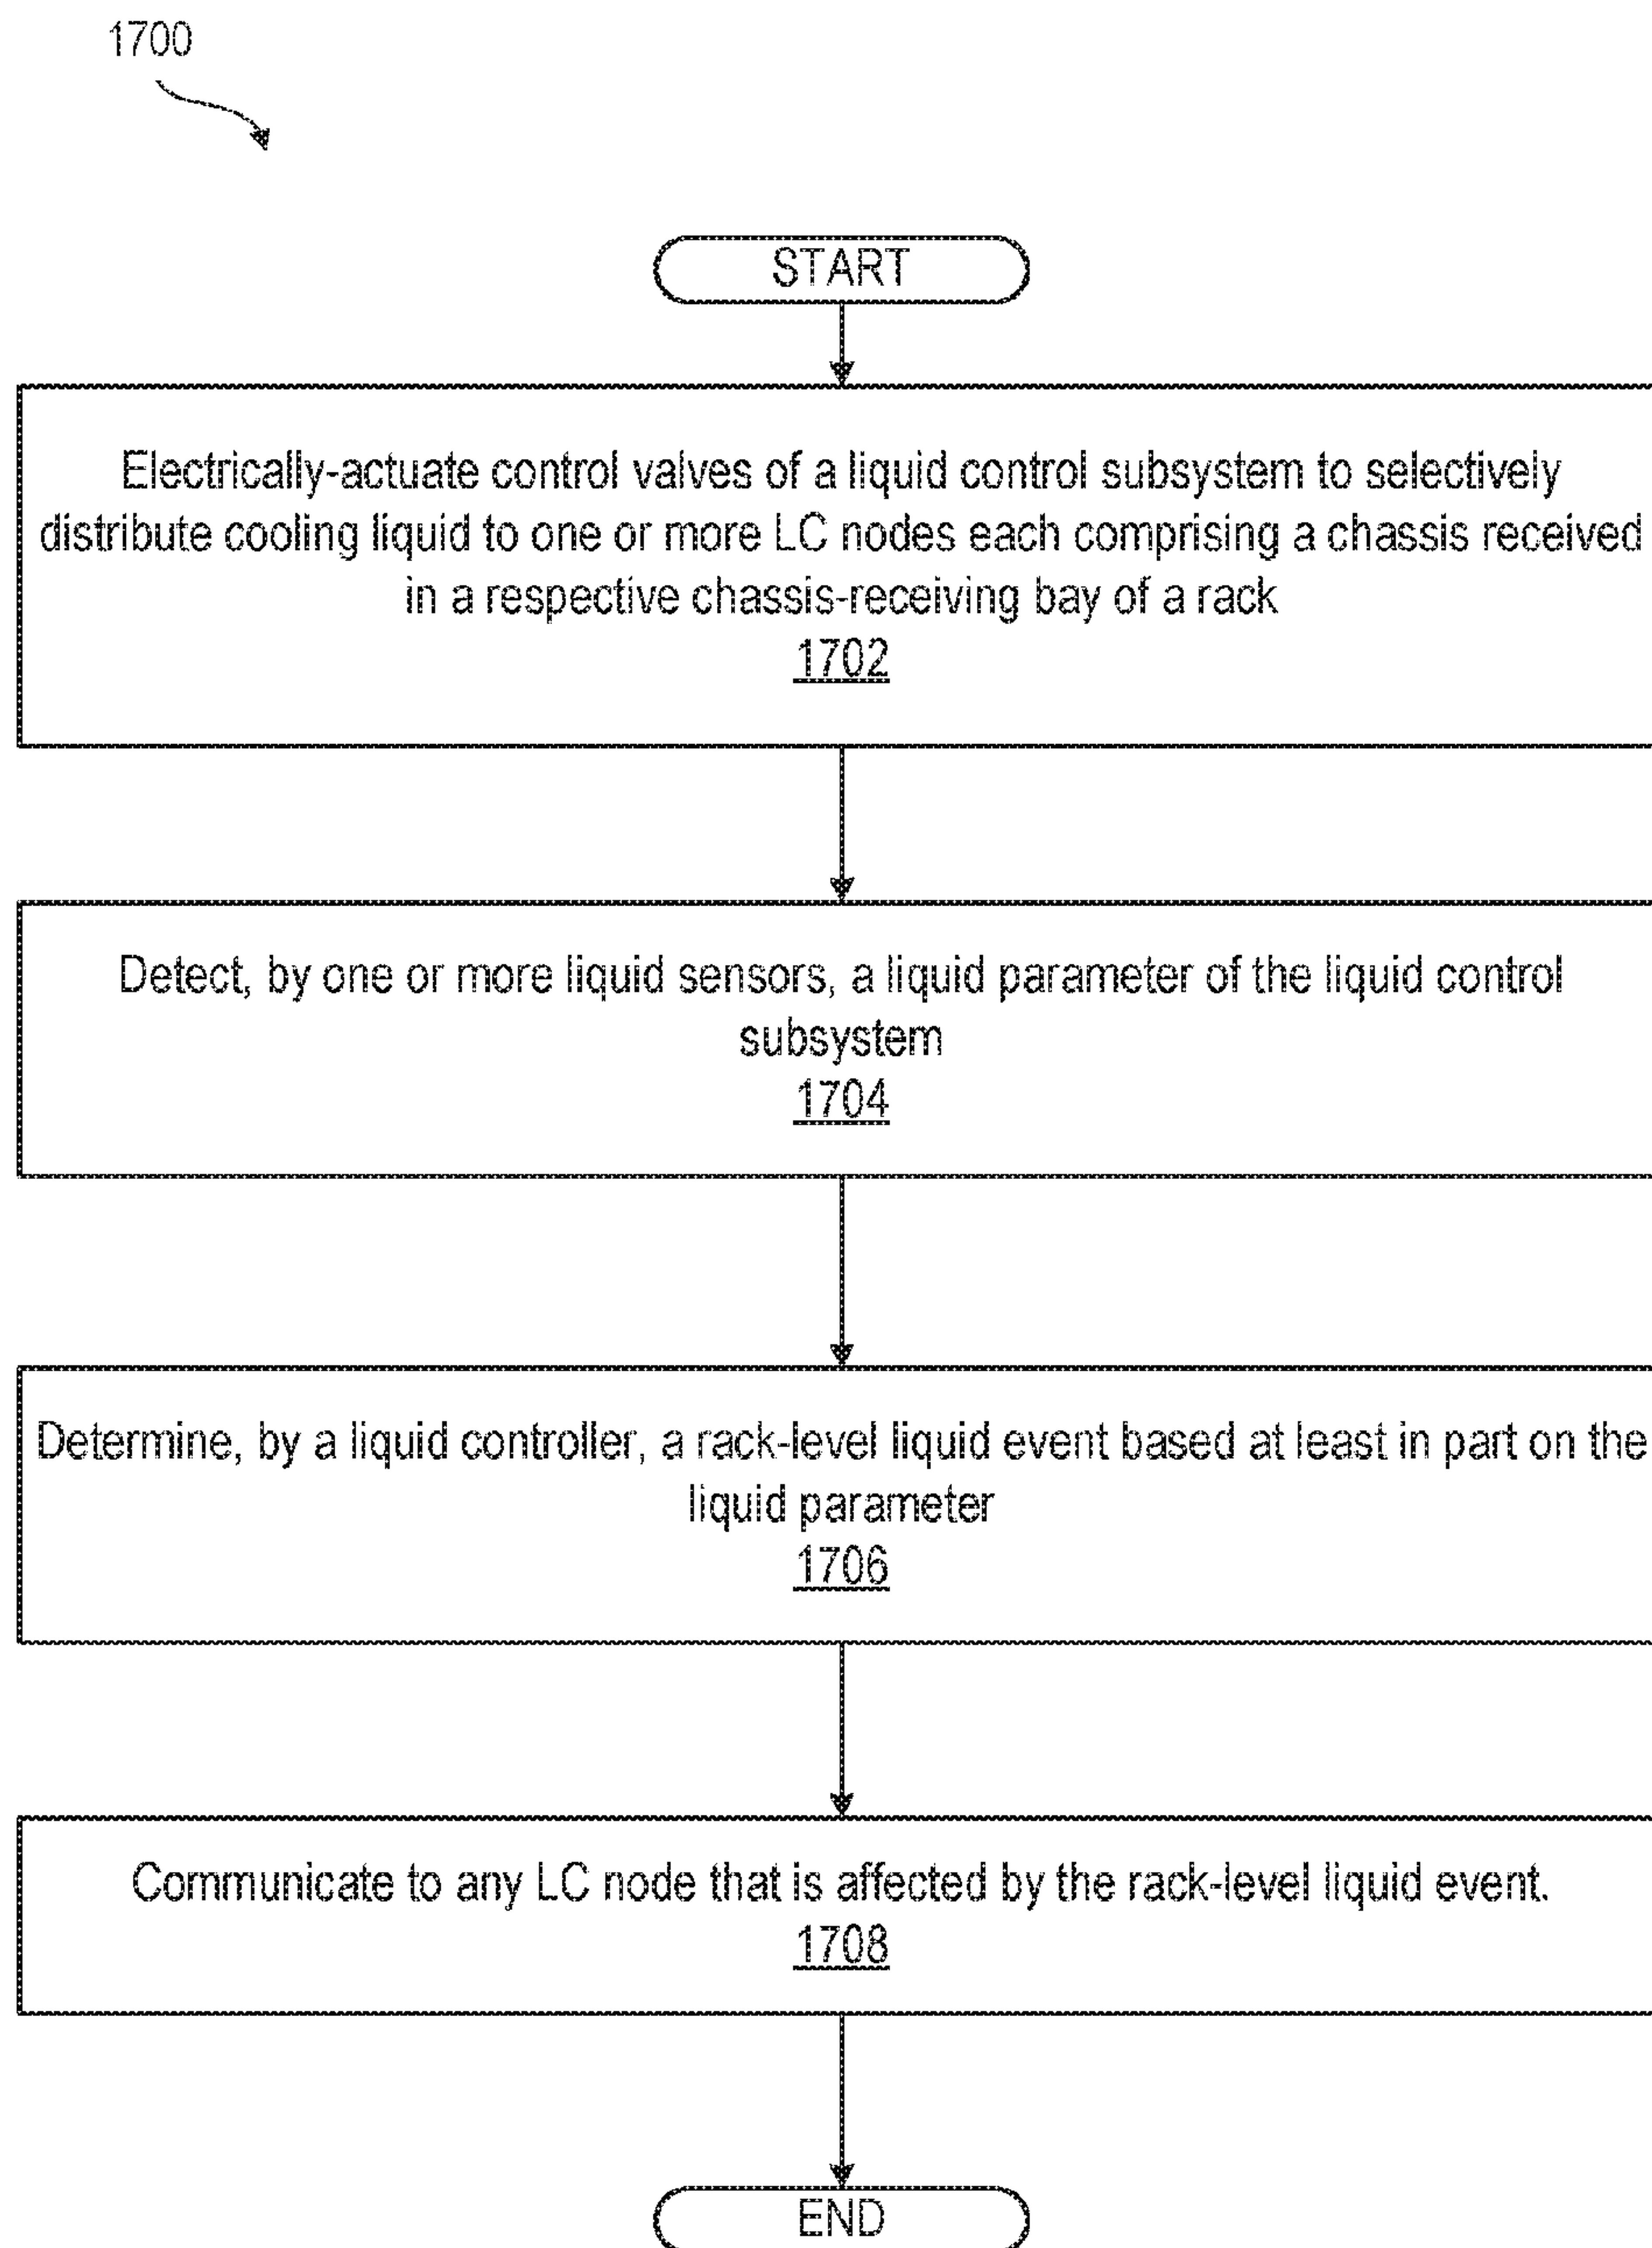 1700
START
Electrically-actuate control valves of a liquid control subsystem to selectively
distribute cooling liquid to one or more LC nodes each comprising a chassis received
in a respective chassis-receiving bay of a rack
1702
Detect, by one or more liquid sensors, a liquid parameter of the liquid control
subsystem
1704
Determine, by a liquid controller, a rack-level liquid event based at least in part on the
liquid parameter
1706
Communicate to any LC node that is affected by the rack-level liquid event.
1708
END